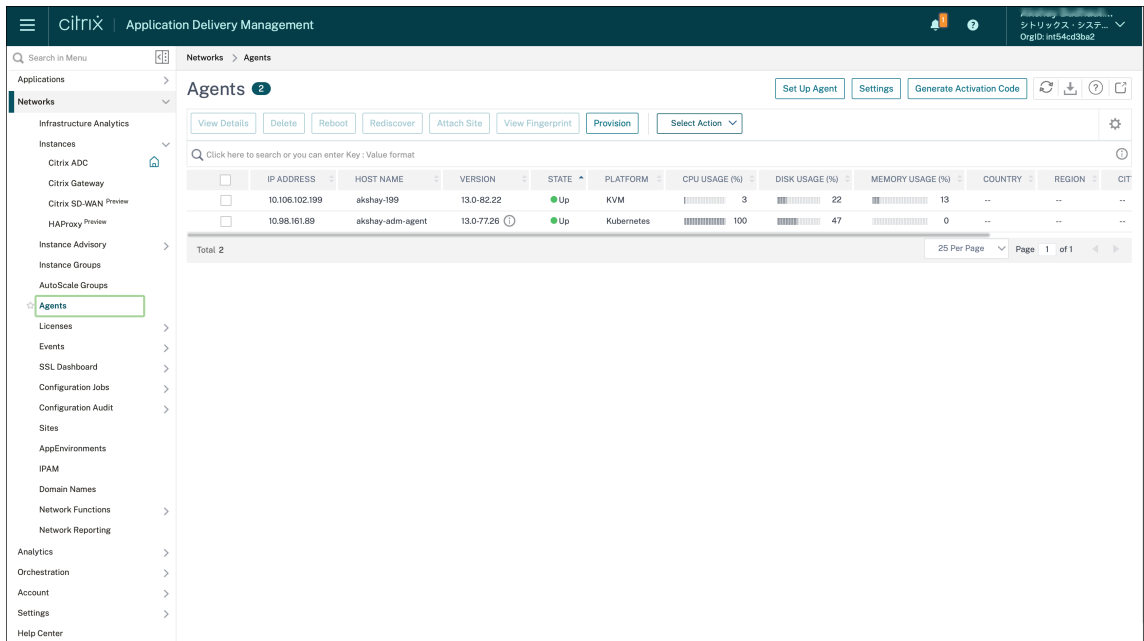 citrix | Application Delivery Management
1
シトリックス・システ...
OrgID: int54cd3ba2
Search in Menu
Applications
Networks
Infrastructure Analytics
Instances
Citrix ADC
Citrix Gateway
Citrix SD-WAN Preview
HAProxy Preview
Instance Advisory
Instance Groups
AutoScale Groups
Agents
Licenses
Events
SSL Dashboard
Configuration Jobs
Configuration Audit
Sites
AppEnvironments
IPAM
Domain Names
Network Functions
Network Reporting
Analytics
Orchestration
Account
Settings
Help Center
Networks > Agents
Agents 2
Set Up Agent Settings Generate Activation Code
View Details Delete Reboot Rediscover Attach Site View Fingerprint Provision Select Action
Click here to search or you can enter Key : Value format
IP ADDRESS HOST NAME VERSION STATE PLATFORM CPU USAGE (%) DISK USAGE (%) MEMORY USAGE (%) COUNTRY REGION CIT
10.106.102.199 akshay-199 13.0-82.22 Up KVM 3 22 13 -- -- --
10.98.161.89 akshay-adm-agent 13.0-77.26 Up Kubernetes 100 47 0 -- -- --
Total 2
25 Per Page Page 1 of 1